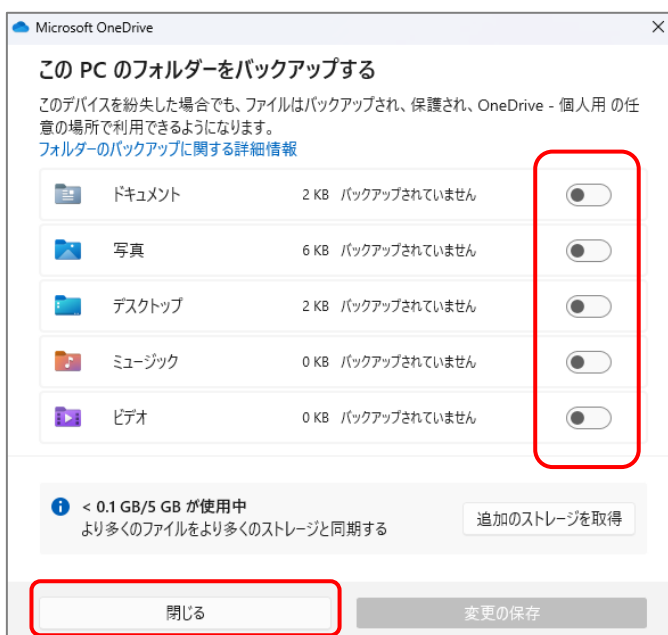 Microsoft OneDrive
この PC のフォルダーをバックアップする
このデバイスを紛失した場合でも、ファイルはバックアップされ、保護され、OneDrive - 個人用 の任
意の場所で利用できるようになります。
フォルダーのバックアップに関する詳細情報
ドキュメント 2 KB バックアップされていません
写真 6 KB バックアップされていません
デスクトップ 2 KB バックアップされていません
ミュージック 0 KB バックアップされていません
ビデオ 0 KB バックアップされていません
< 0.1 GB/5 GB が使用中
より多くのファイルをより多くのストレージと同期する
追加のストレージを取得
閉じる 変更の保存